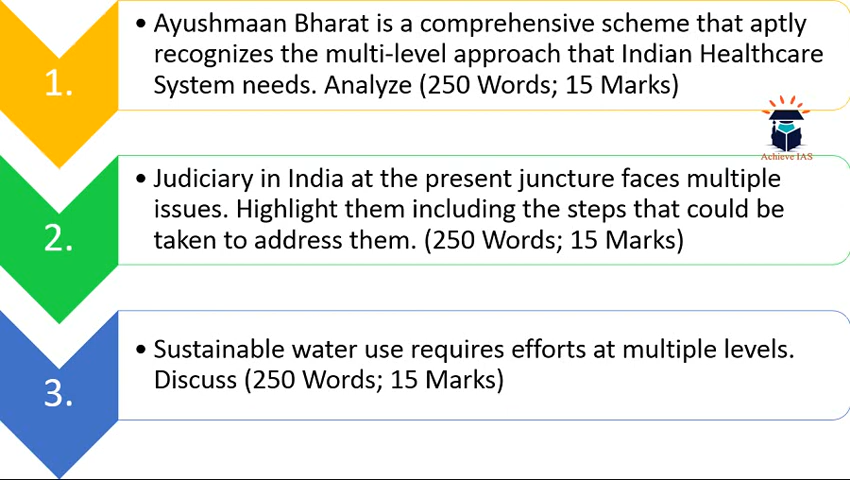 1.
• Ayushmaan Bharat is a comprehensive scheme that aptly
recognizes the multi-level approach that Indian Healthcare
System needs. Analyze (250 Words; 15 Marks)
Achieve IAS
2.
• Judiciary in India at the present juncture faces multiple
issues. Highlight them including the steps that could be
taken to address them. (250 Words; 15 Marks)
3.
• Sustainable water use requires efforts at multiple levels.
Discuss (250 Words; 15 Marks)